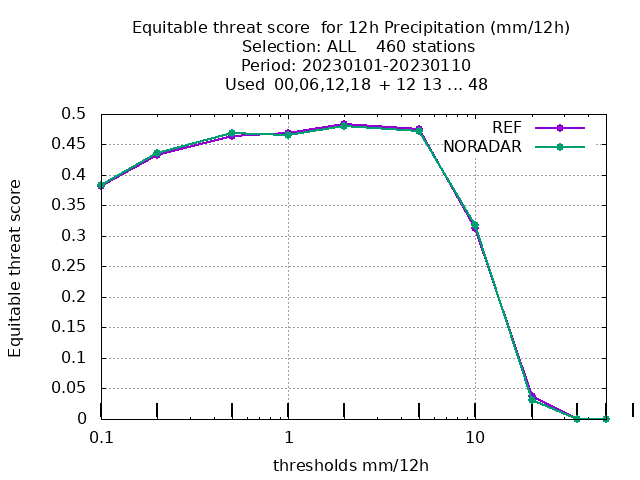 Equitable threat score  for 12h Precipitation (mm/12h)
Selection: ALL    460 stations
Period: 20230101-20230110
Used  00,06,12,18  + 12 13 ... 48
REF
NORADAR
0.5
0.45
0.4
0.35
0.3
0.25
0.2
0.15
0.1
0.05
0
Equitable threat score
0.1
1
10
thresholds mm/12h